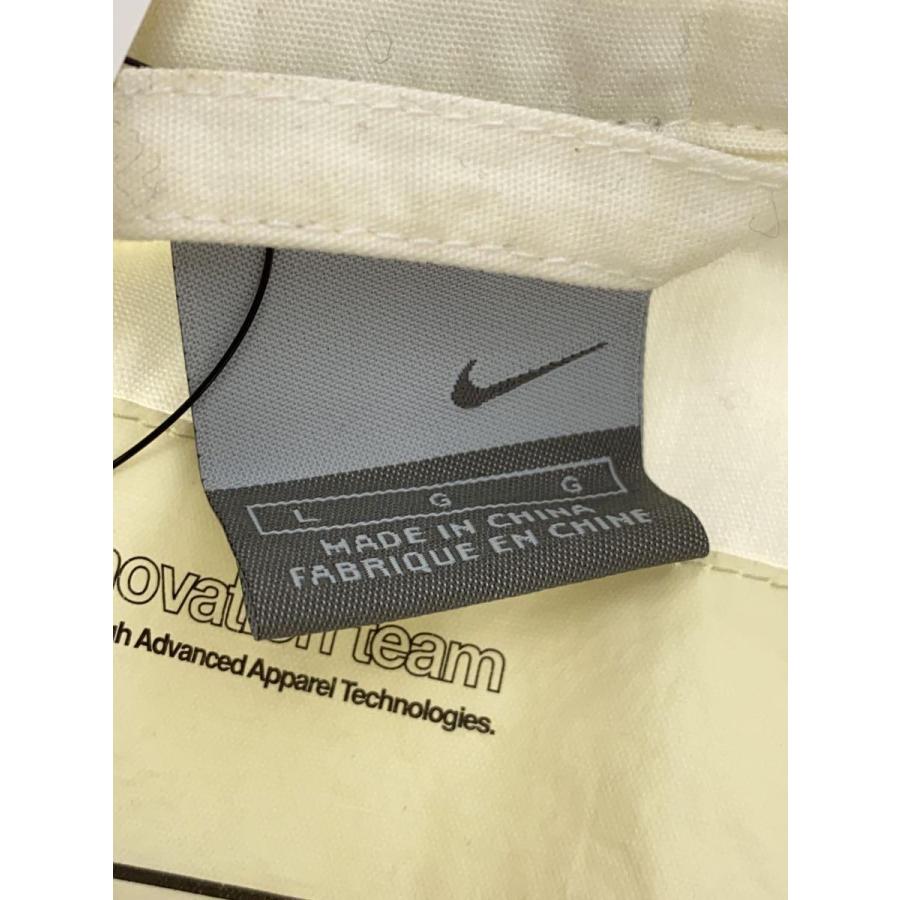 L G G
MADE IN CHINA
FABRIQUE EN CHINE
team
Advanced Apparel Technologies.